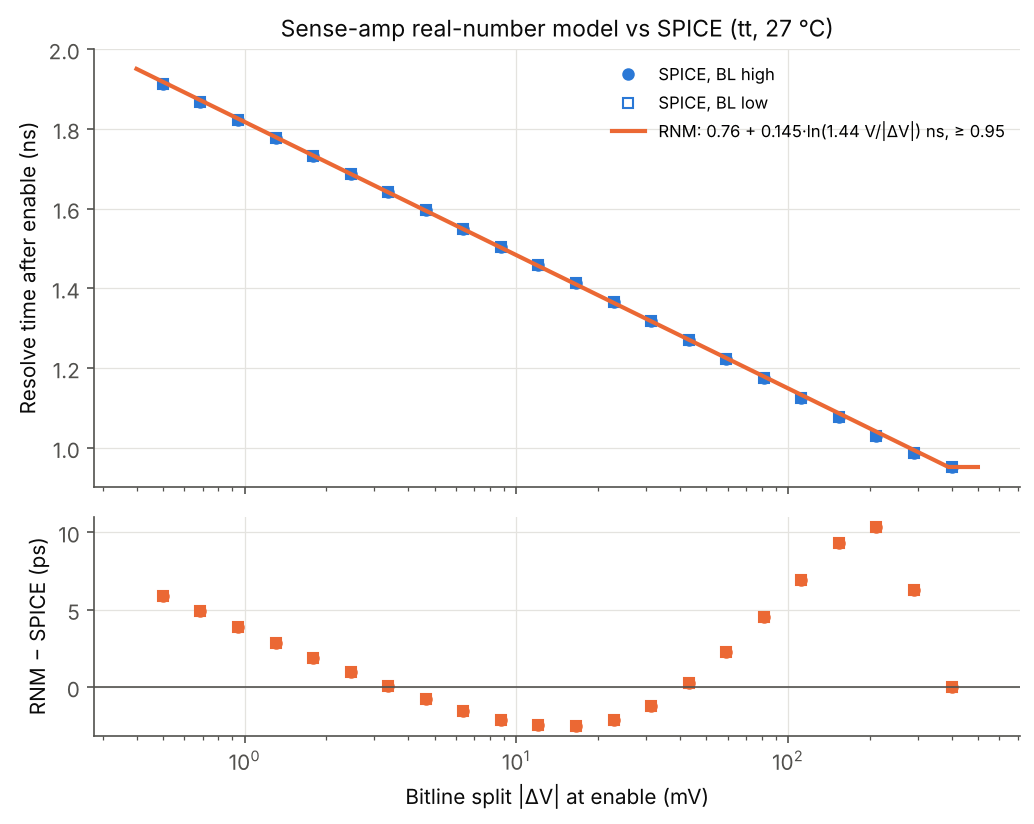 Sense-amp real-number model vs SPICE (tt, 27 °C)
Resolve time after enable (ns)
2.0
1.8
1.6
1.4
1.2
1.0
SPICE, BL high
SPICE, BL low
RNM: 0.76 + 0.145·ln(1.44 V/|ΔV|) ns, ≥ 0.95
RNM − SPICE (ps)
10
5
0
10⁰ 10¹ 10²
Bitline split |ΔV| at enable (mV)